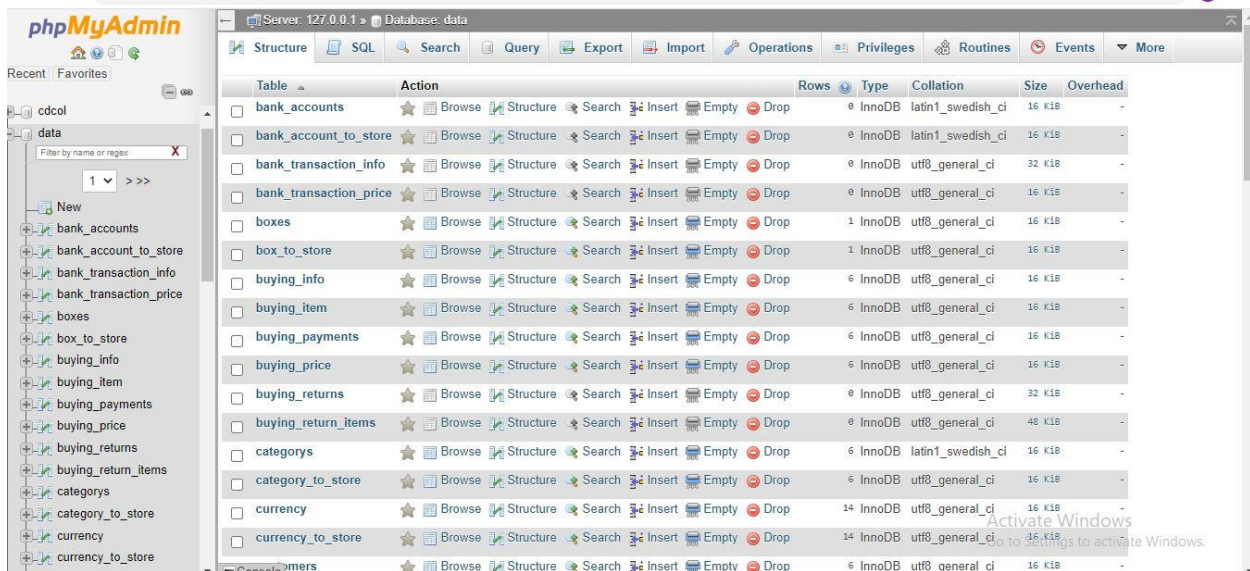 phpMyAdmin
Recent Favorites
cdcol
data
Filter by name or regex X
1 > >>
New
bank_accounts
bank_account_to_store
bank_transaction_info
bank_transaction_price
boxes
box_to_store
buying_info
buying_item
buying_payments
buying_price
buying_returns
buying_return_items
categorys
category_to_store
currency
currency_to_store
Server: 127.0.0.1 » Database: data
Structure SQL Search Query Export Import Operations Privileges Routines Events More
Table Action Rows Type Collation Size Overhead
bank_accounts Browse Structure Search Insert Empty Drop 0 InnoDB latin1_swedish_ci 16 KiB -
bank_account_to_store Browse Structure Search Insert Empty Drop 0 InnoDB latin1_swedish_ci 16 KiB -
bank_transaction_info Browse Structure Search Insert Empty Drop 0 InnoDB utf8_general_ci 32 KiB -
bank_transaction_price Browse Structure Search Insert Empty Drop 0 InnoDB utf8_general_ci 16 KiB -
boxes Browse Structure Search Insert Empty Drop 1 InnoDB utf8_general_ci 16 KiB -
box_to_store Browse Structure Search Insert Empty Drop 1 InnoDB utf8_general_ci 16 KiB -
buying_info Browse Structure Search Insert Empty Drop 6 InnoDB utf8_general_ci 16 KiB -
buying_item Browse Structure Search Insert Empty Drop 6 InnoDB utf8_general_ci 16 KiB -
buying_payments Browse Structure Search Insert Empty Drop 6 InnoDB utf8_general_ci 16 KiB -
buying_price Browse Structure Search Insert Empty Drop 6 InnoDB utf8_general_ci 16 KiB -
buying_returns Browse Structure Search Insert Empty Drop 0 InnoDB utf8_general_ci 32 KiB -
buying_return_items Browse Structure Search Insert Empty Drop 0 InnoDB utf8_general_ci 48 KiB -
categorys Browse Structure Search Insert Empty Drop 6 InnoDB latin1_swedish_ci 16 KiB -
category_to_store Browse Structure Search Insert Empty Drop 6 InnoDB utf8_general_ci 16 KiB -
currency Browse Structure Search Insert Empty Drop 14 InnoDB utf8_general_ci 16 KiB -
Activate Windows
currency_to_store Browse Structure Search Insert Empty Drop 14 InnoDB utf8_general_ci 16 KiB -
Go to Settings to activate Windows.
omers Browse Structure Search Insert Empty Drop 6 InnoDB utf8_general_ci 16 KiB -
Console